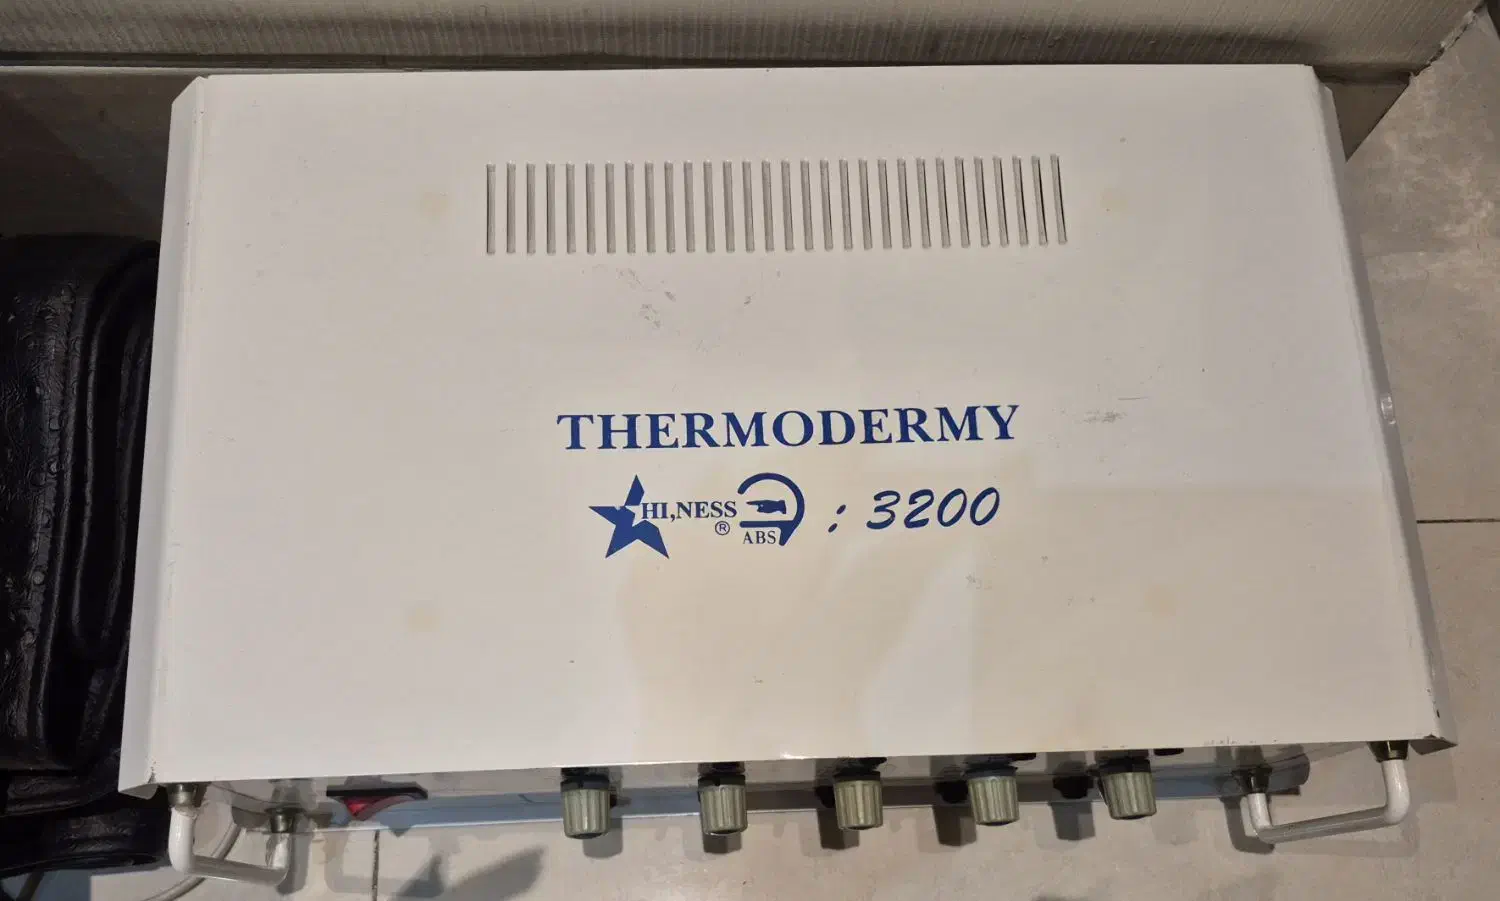 THERMODERMY
HI,NESS ® ABS : 3200